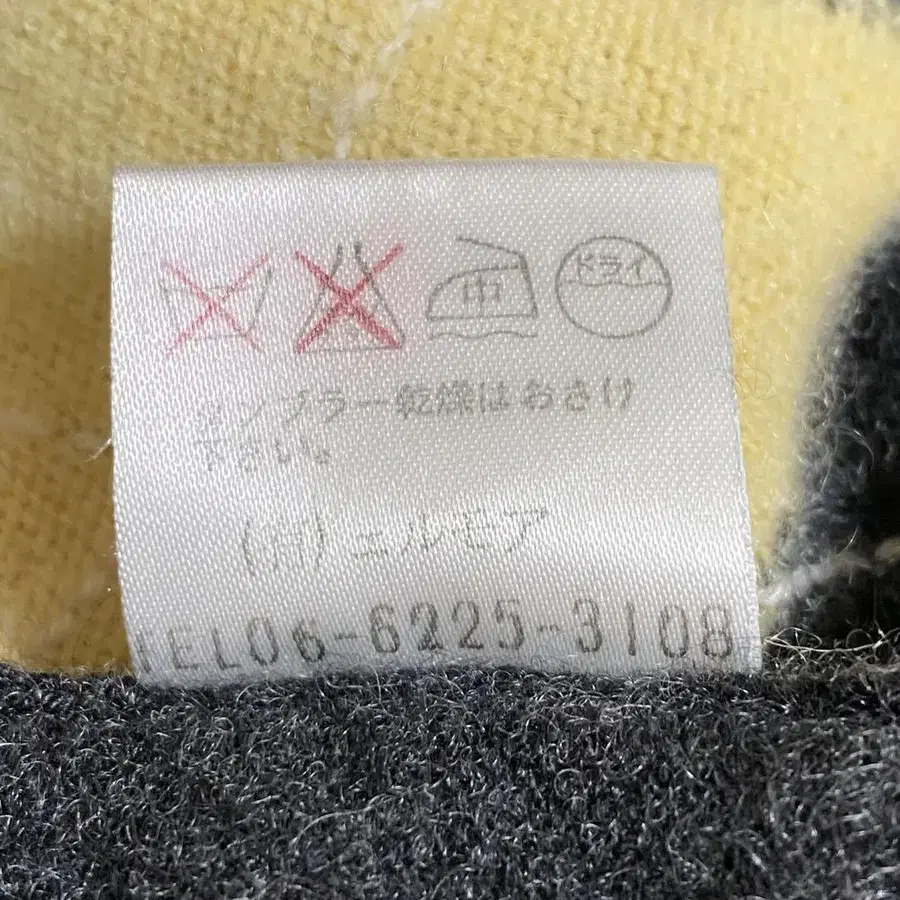 中 ドライ
タンブラー乾燥はおさけ
下さい。
(有)エルモア
TEL06-6225-3108